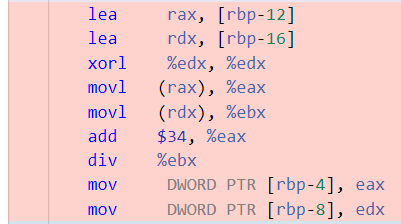 lea rax, [rbp-12]
lea rdx, [rbp-16]
xorl %edx, %edx
movl (rax), %eax
movl (rdx), %ebx
add $34, %eax
div %ebx
mov DWORD PTR [rbp-4], eax
mov DWORD PTR [rbp-8], edx